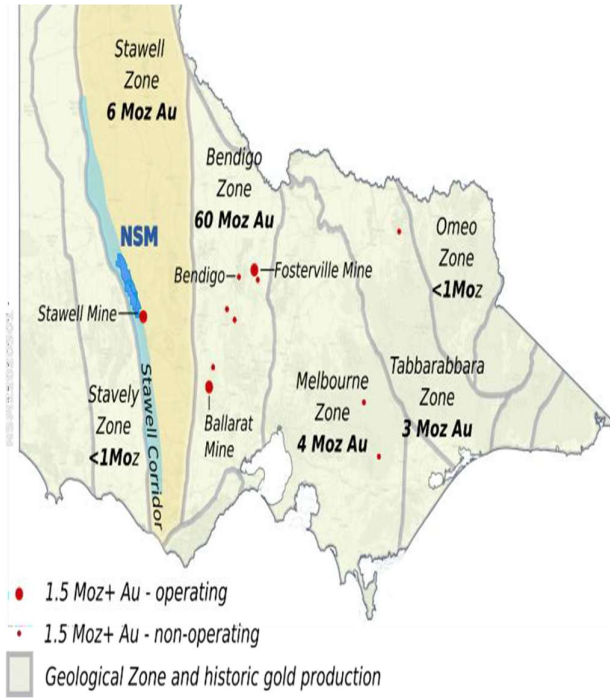 Stawell
Zone
6 Moz Au
Bendigo
Zone
60 Moz Au
NSM
Omeo
Zone
<1Moz
Bendigo
Fosterville Mine
Stawell Mine
Stawell Corridor
Stavely
Zone
<1Moz
Ballarat
Mine
Melbourne
Zone
4 Moz Au
Tabbarabbara
Zone
3 Moz Au
1.5 Moz+ Au - operating
1.5 Moz+ Au - non-operating
Geological Zone and historic gold production